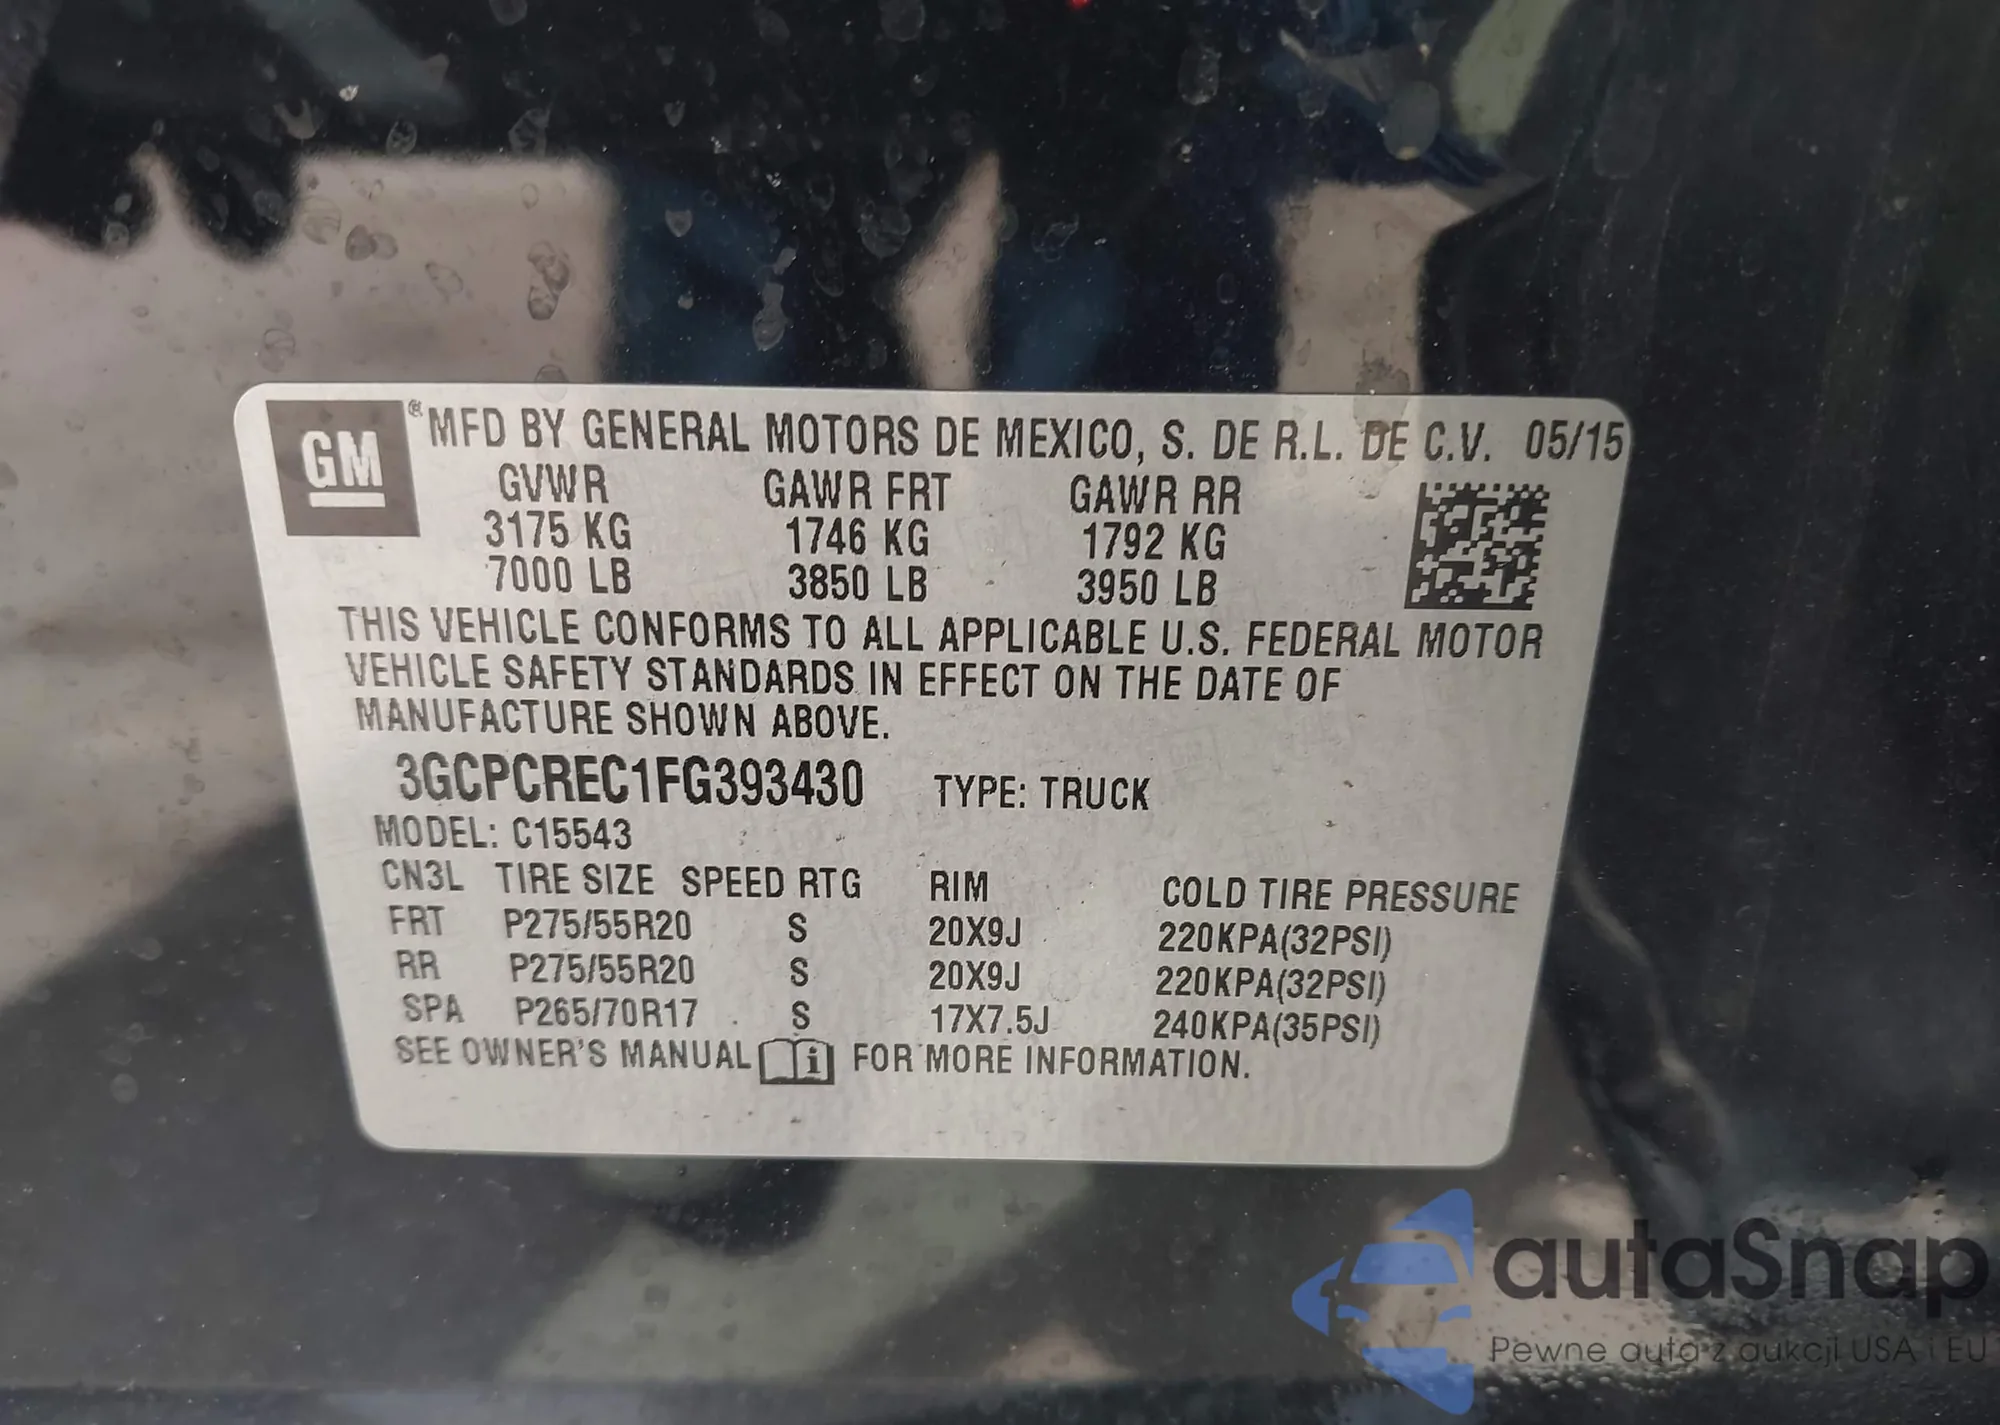 GM ® MFD BY GENERAL MOTORS DE MEXICO, S. DE R.L. DE C.V. 05/15
GVWR GAWR FRT GAWR RR
3175 KG 1746 KG 1792 KG
7000 LB 3850 LB 3950 LB
THIS VEHICLE CONFORMS TO ALL APPLICABLE U.S. FEDERAL MOTOR
VEHICLE SAFETY STANDARDS IN EFFECT ON THE DATE OF
MANUFACTURE SHOWN ABOVE.
3GCPCREC1FG393430 TYPE: TRUCK
MODEL: C15543
CN3L TIRE SIZE SPEED RTG RIM COLD TIRE PRESSURE
FRT P275/55R20 S 20X9J 220KPA(32PSI)
RR P275/55R20 S 20X9J 220KPA(32PSI)
SPA P265/70R17 S 17X7.5J 240KPA(35PSI)
SEE OWNER'S MANUAL i FOR MORE INFORMATION.
autaSnap
Pewne auta z aukcji USA i EU